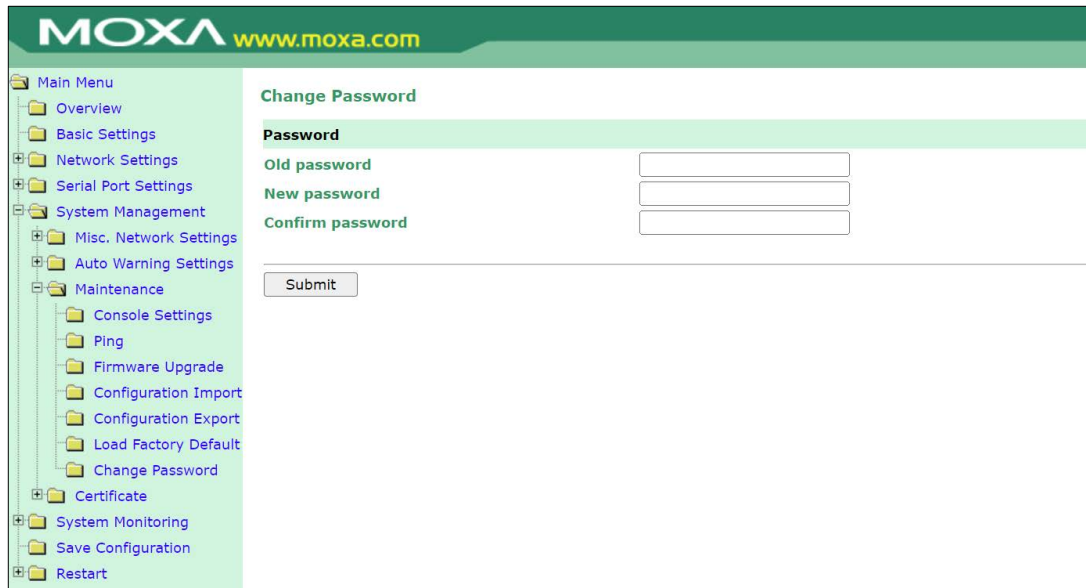 MOXA www.moxa.com
Main Menu
Overview
Basic Settings
Network Settings
Serial Port Settings
System Management
Misc. Network Settings
Auto Warning Settings
Maintenance
Console Settings
Ping
Firmware Upgrade
Configuration Import
Configuration Export
Load Factory Default
Change Password
Certificate
System Monitoring
Save Configuration
Restart
Change Password
Password
Old password
New password
Confirm password
Submit